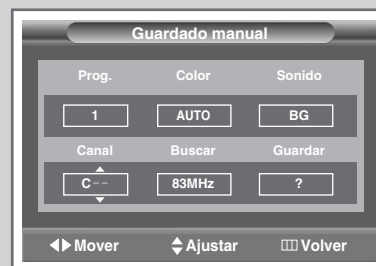 Guardado manual
Prog. Color Sonido
1 AUTO BG
Canal Buscar Guardar
C-- 83MHz ?
Mover Ajustar Volver